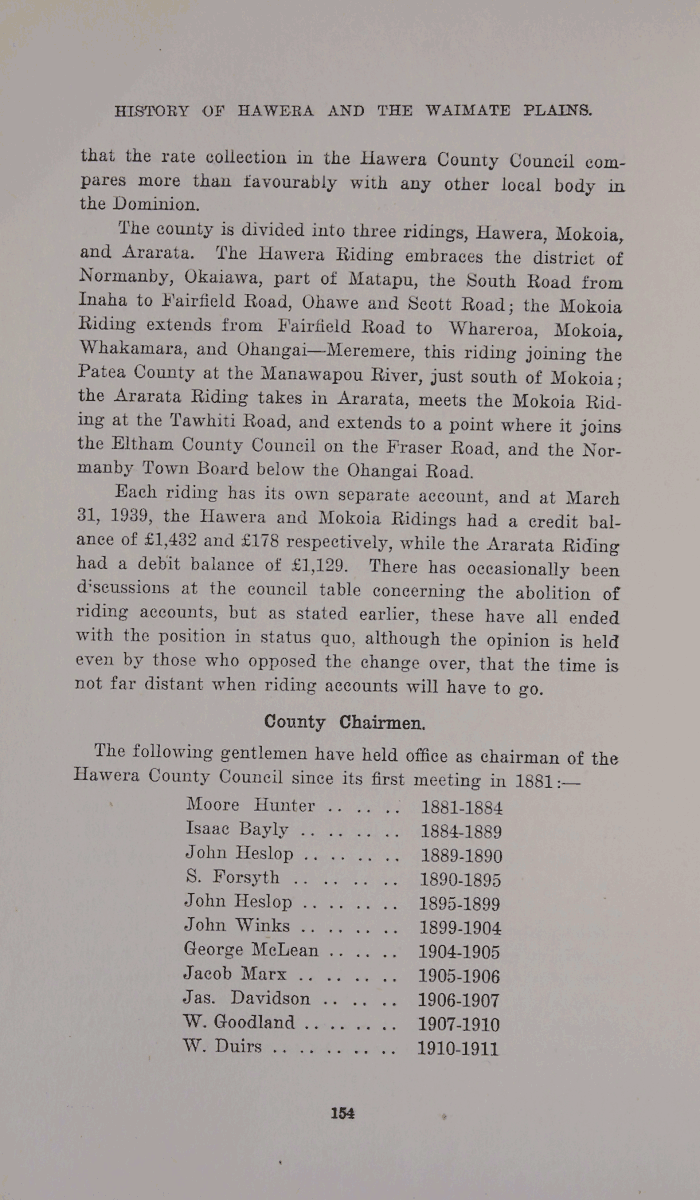 HISTORY OF HAWERA AND THE WAIMATE PLAINS.
that the rate collection in the Hawera County Council com-
pares more than favourably with any other local body in
the Dominion.
The county is divided into three ridings, Hawera, Mokoia,
and Ararata. The Hawera Riding embraces the district of
Normanby, Okaiawa, part of Matapu, the South Road from
Inaha to Fairfield Road, Ohawe and Scott Road; the Mokoia
Riding extends from Fairfield Road to Whareroa, Mokoia,
Whakamara, and Ohangai—Meremere, this riding joining the
Patea County at the Manawapou River, just south of Mokoia;
the Ararata Riding takes in Ararata, meets the Mokoia Rid-
ing at the Tawhiti Road, and extends to a point where it joins
the Eltham County Council on the Fraser Road, and the Nor-
manby Town Board below the Ohangai Road.
Each riding has its own separate account, and at March
31, 1939, the Hawera and Mokoia Ridings had a credit bal-
ance of £1,432 and £178 respectively, while the Ararata Riding
had a debit balance of £1,129. There has occasionally been
d:scussions at the council table concerning the abolition of
riding accounts, but as stated earlier, these have all ended
with the position in status quo, although the opinion is held
even by those who opposed the change over, that the time is
not far distant when riding accounts will have to go.
County Chairmen.
The following gentlemen have held office as chairman of the
Hawera County Council since its first meeting in 1881:—
Moore Hunter .. .. .. 1881-1884
Isaac Bayly .. .. .. .. 1884-1889
John Heslop .. .. .. .. 1889-1890
S. Forsyth .. .. .. .. 1890-1895
John Heslop .. .. .. .. 1895-1899
John Winks .. .. .. .. 1899-1904
George McLean .. .. .. 1904-1905
Jacob Marx .. .. .. .. 1905-1906
Jas. Davidson .. .. .. 1906-1907
W. Goodland .. .. .. .. 1907-1910
W. Duirs .. .. .. .. .. 1910-1911
154